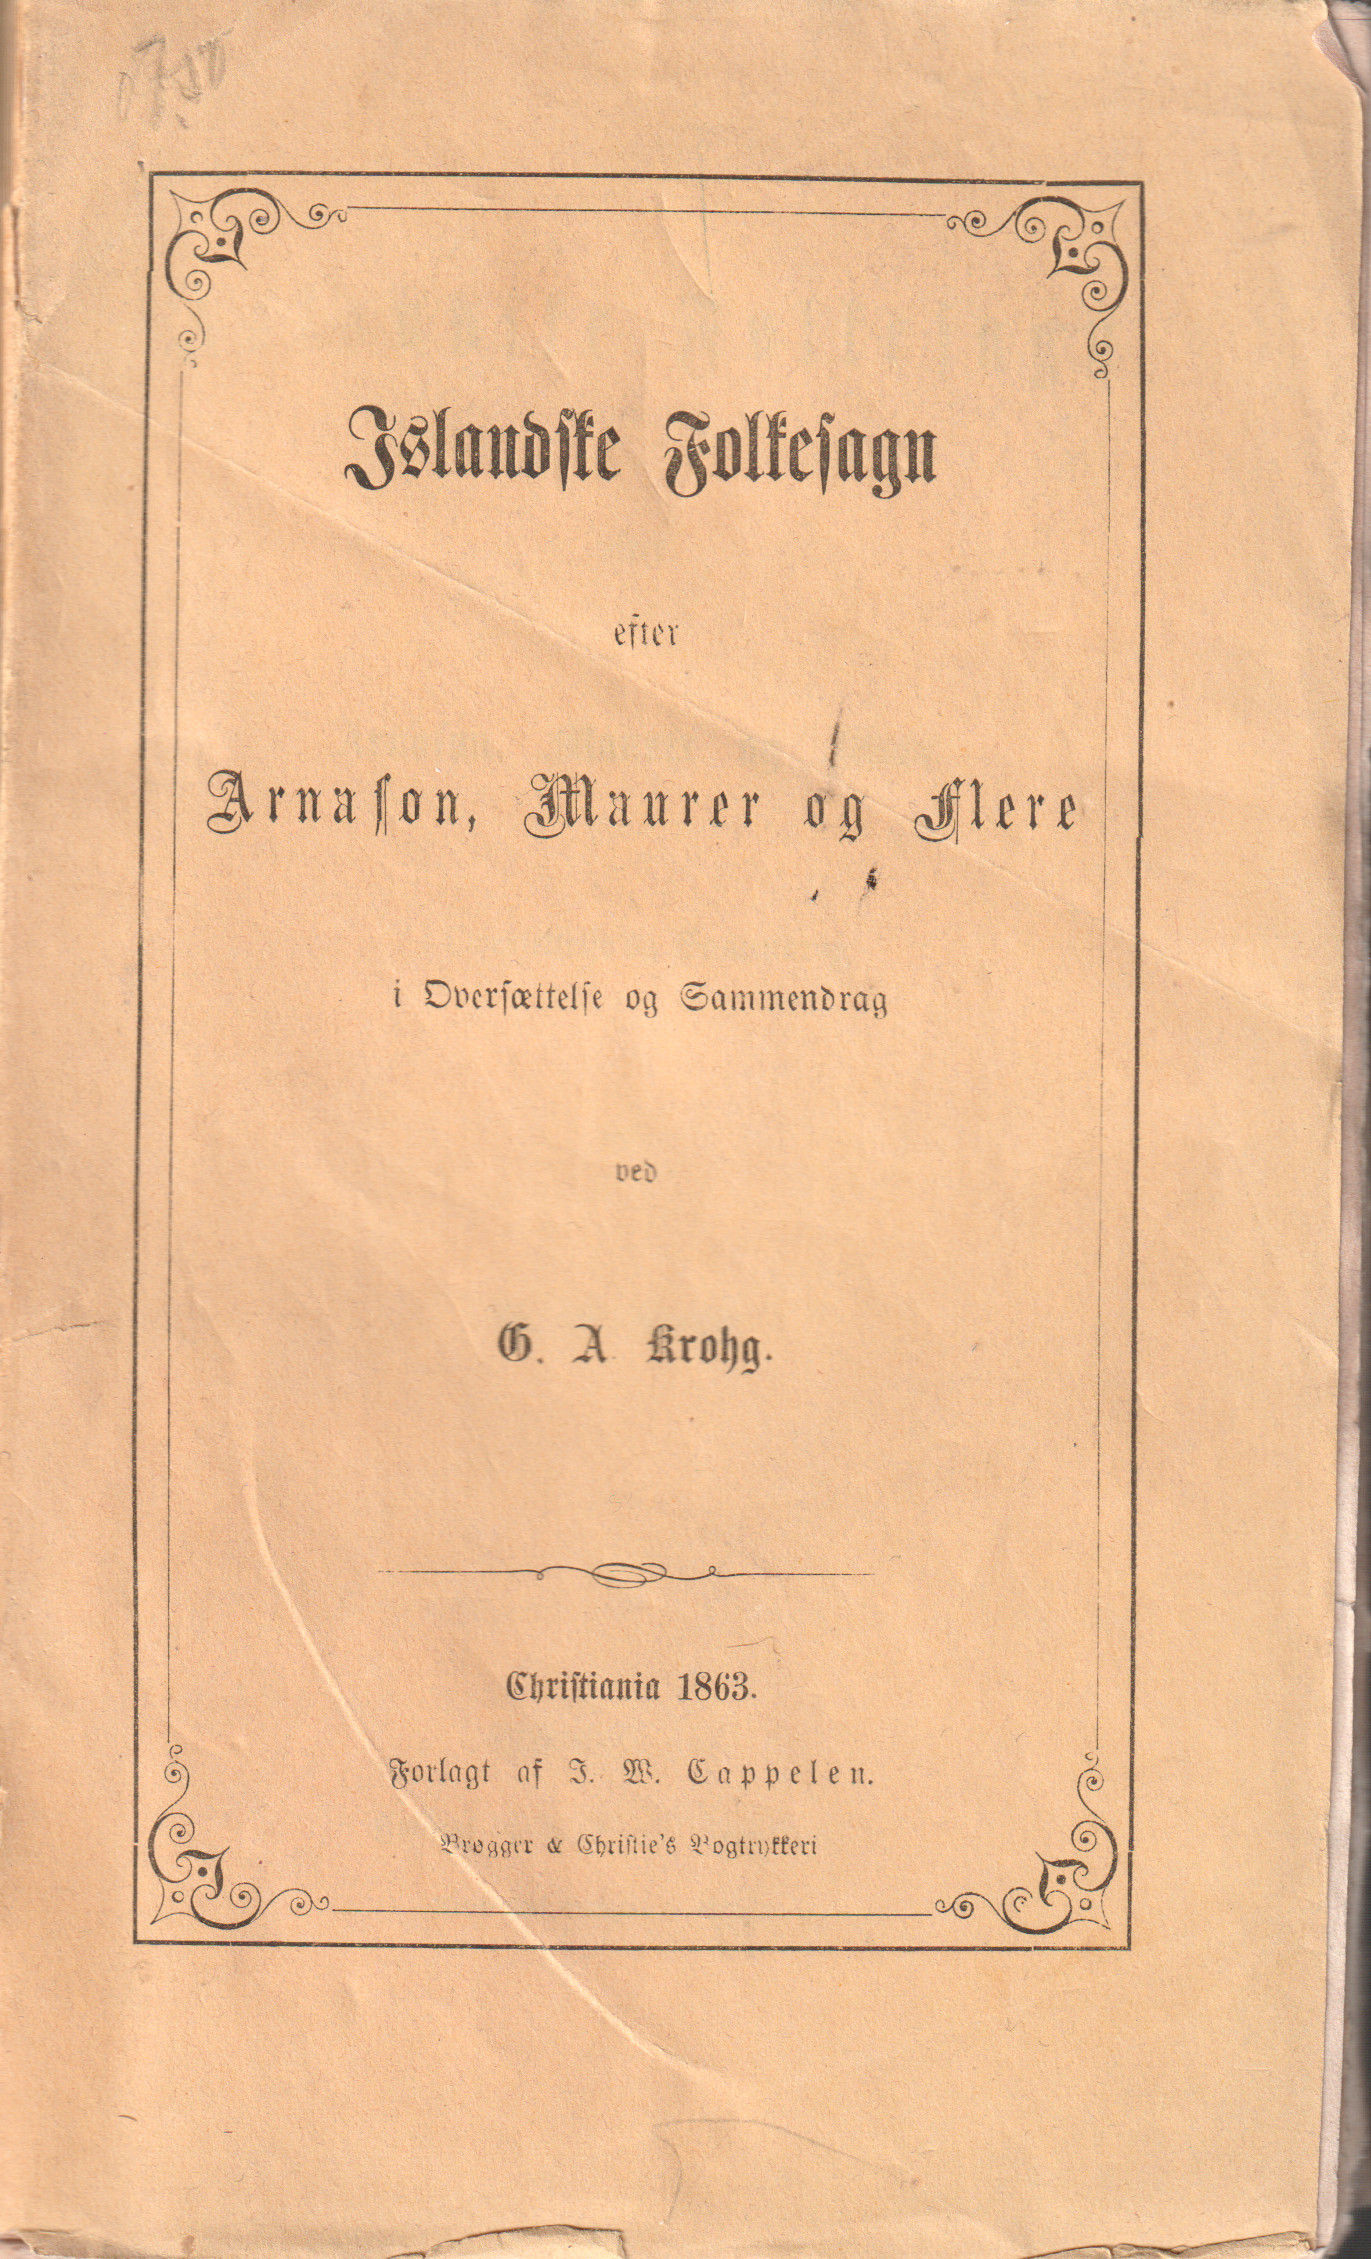 Islandske Folkesagn
efter
Arnason, Maurer og Flere
i Oversættelse og Sammendrag
ved
G. A. Krohg.
Christiania 1863.
Forlagt af J. W. Cappelen.
Brøgger & Christie's Bogtrykkeri